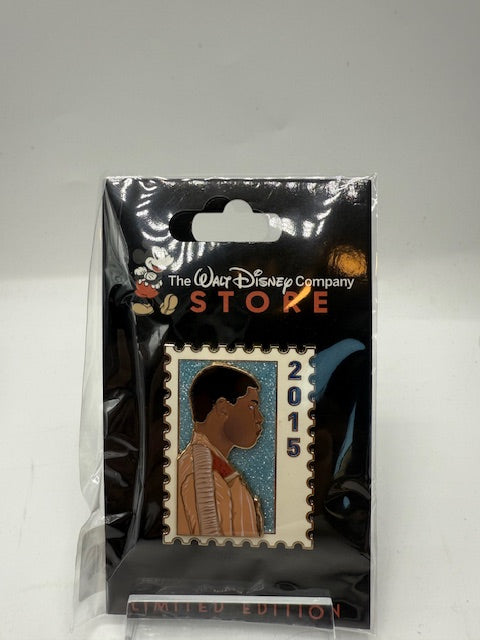 The Walt Disney Company
STORE
2015
LIMITED EDITION